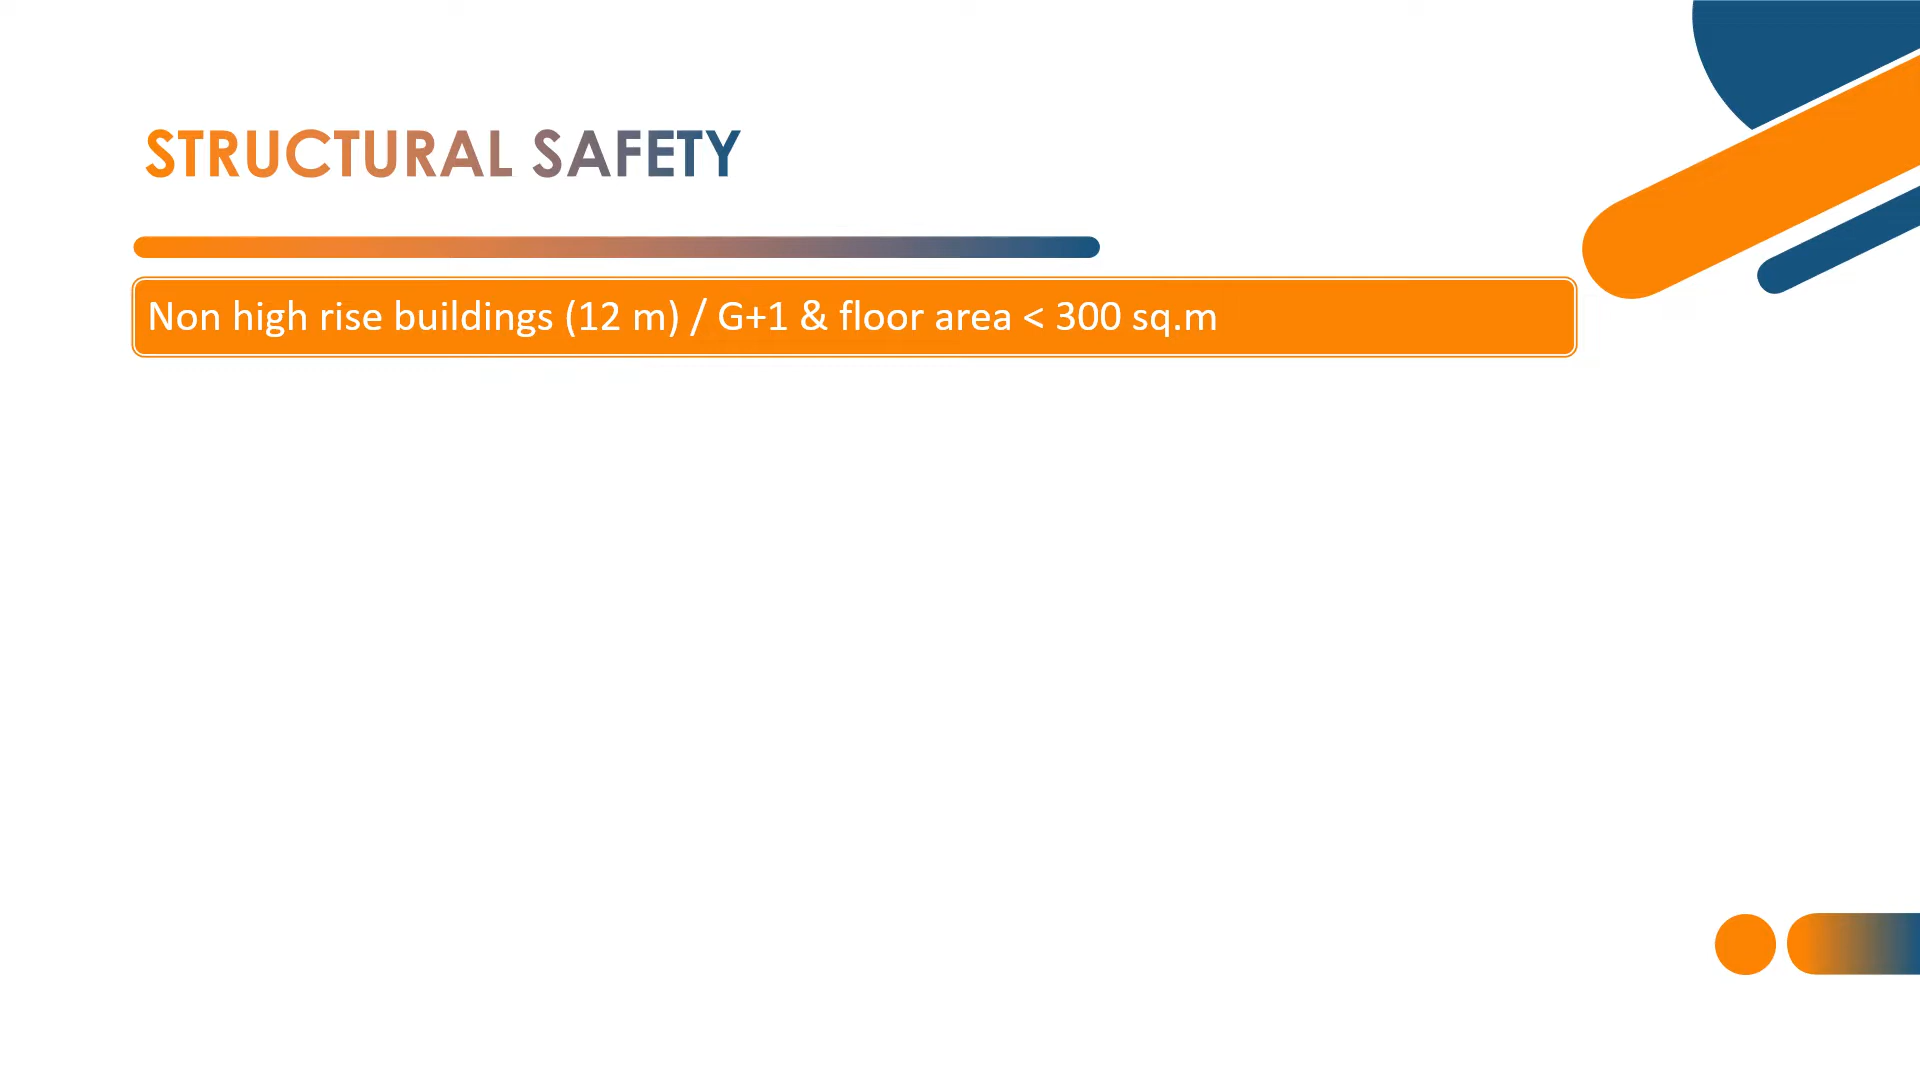 STRUCTURAL SAFETY
Non high rise buildings (12 m) / G+1 & floor area < 300 sq.m